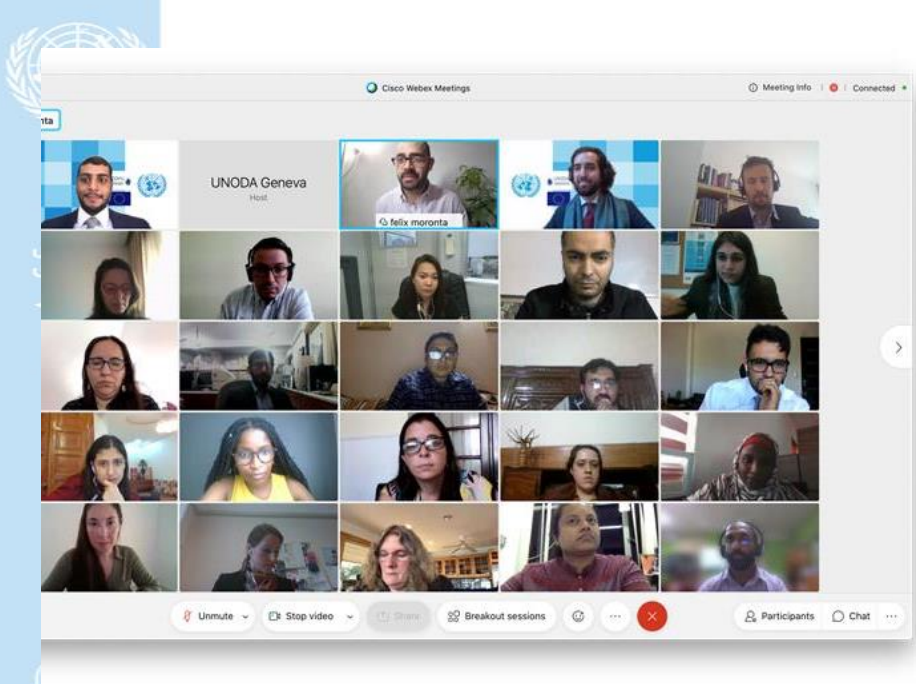 Cisco Webex Meetings
Meeting Info
Connected
nta
UNODA Geneva
Host
felix moronta
Unmute
Stop video
Share
Breakout sessions
Participants
Chat